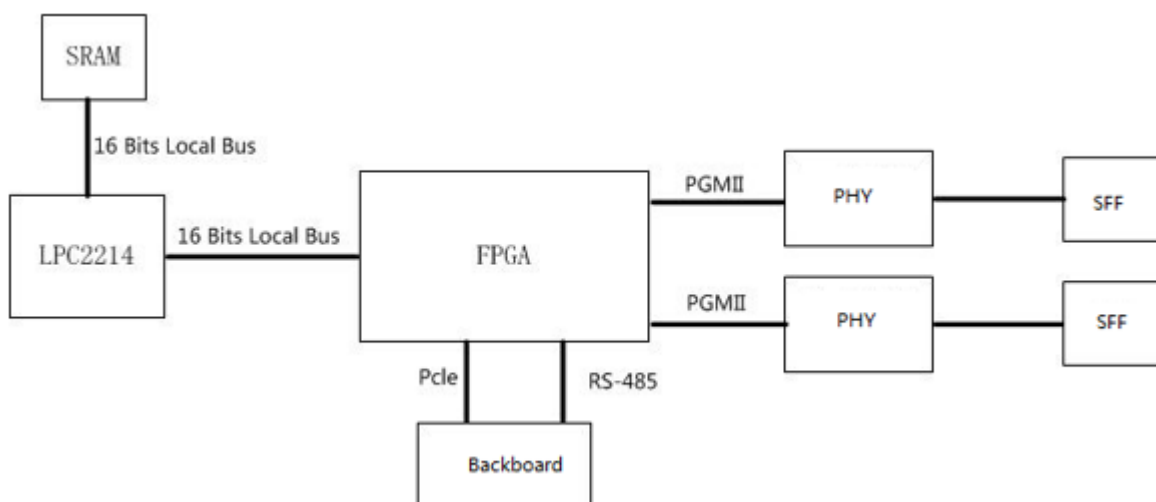 SRAM
16 Bits Local Bus
LPC2214
16 Bits Local Bus
FPGA
PGMII
PHY
SFF
PGMII
PHY
SFF
PcIe
RS-485
Backboard